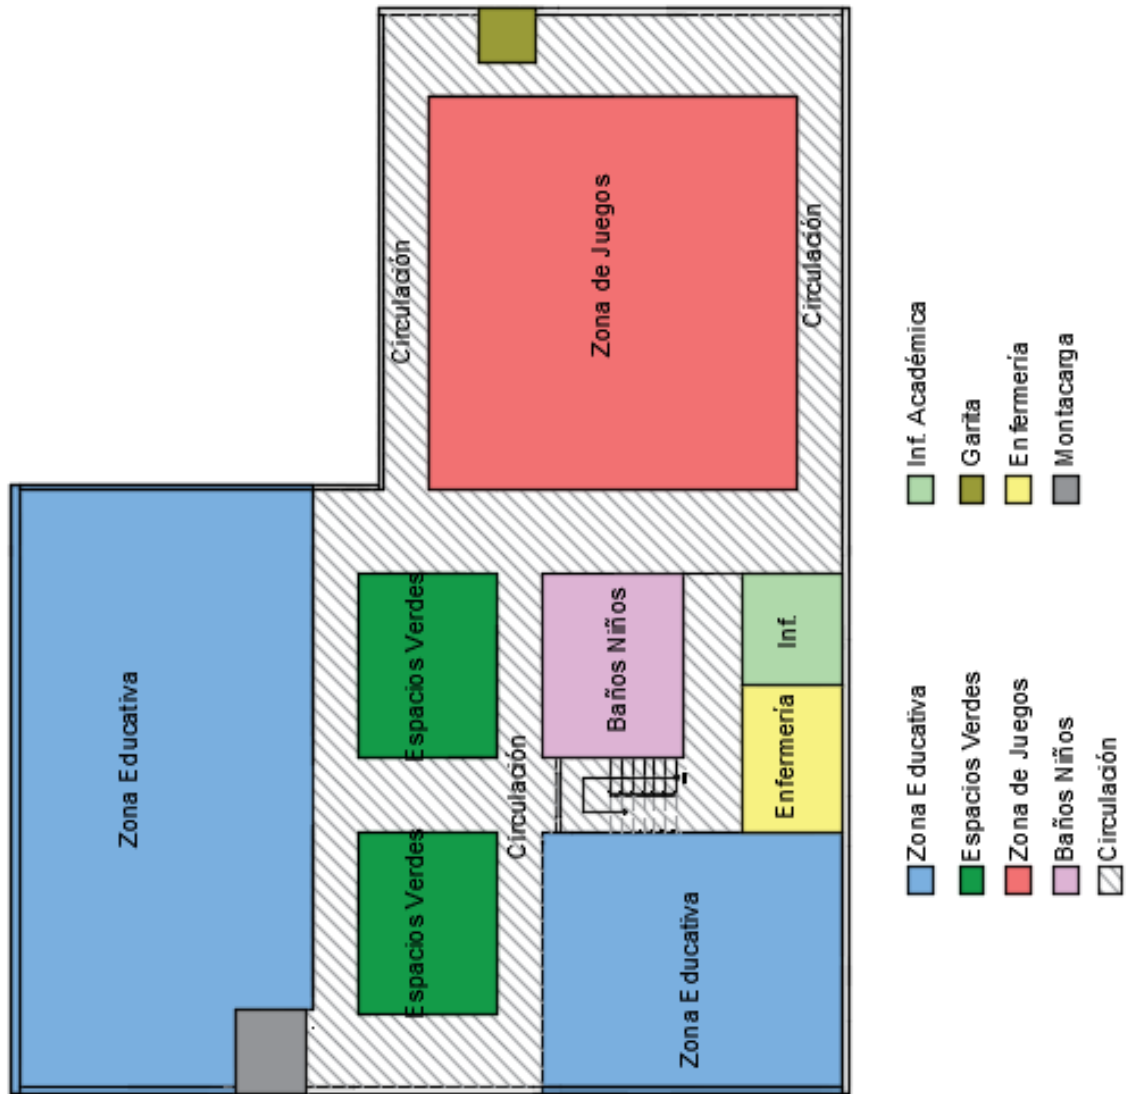 Zona Educativa
Circulación
Espacios Verdes
Espacios Verdes
Circulación
Zona de Juegos
Baños Niños
Zona Educativa
Enfermería
Inf.
Circulación
Zona Educativa
Espacios Verdes
Zona de Juegos
Baños Niños
Circulación
Inf. Académica
Garita
Enfermería
Montacarga